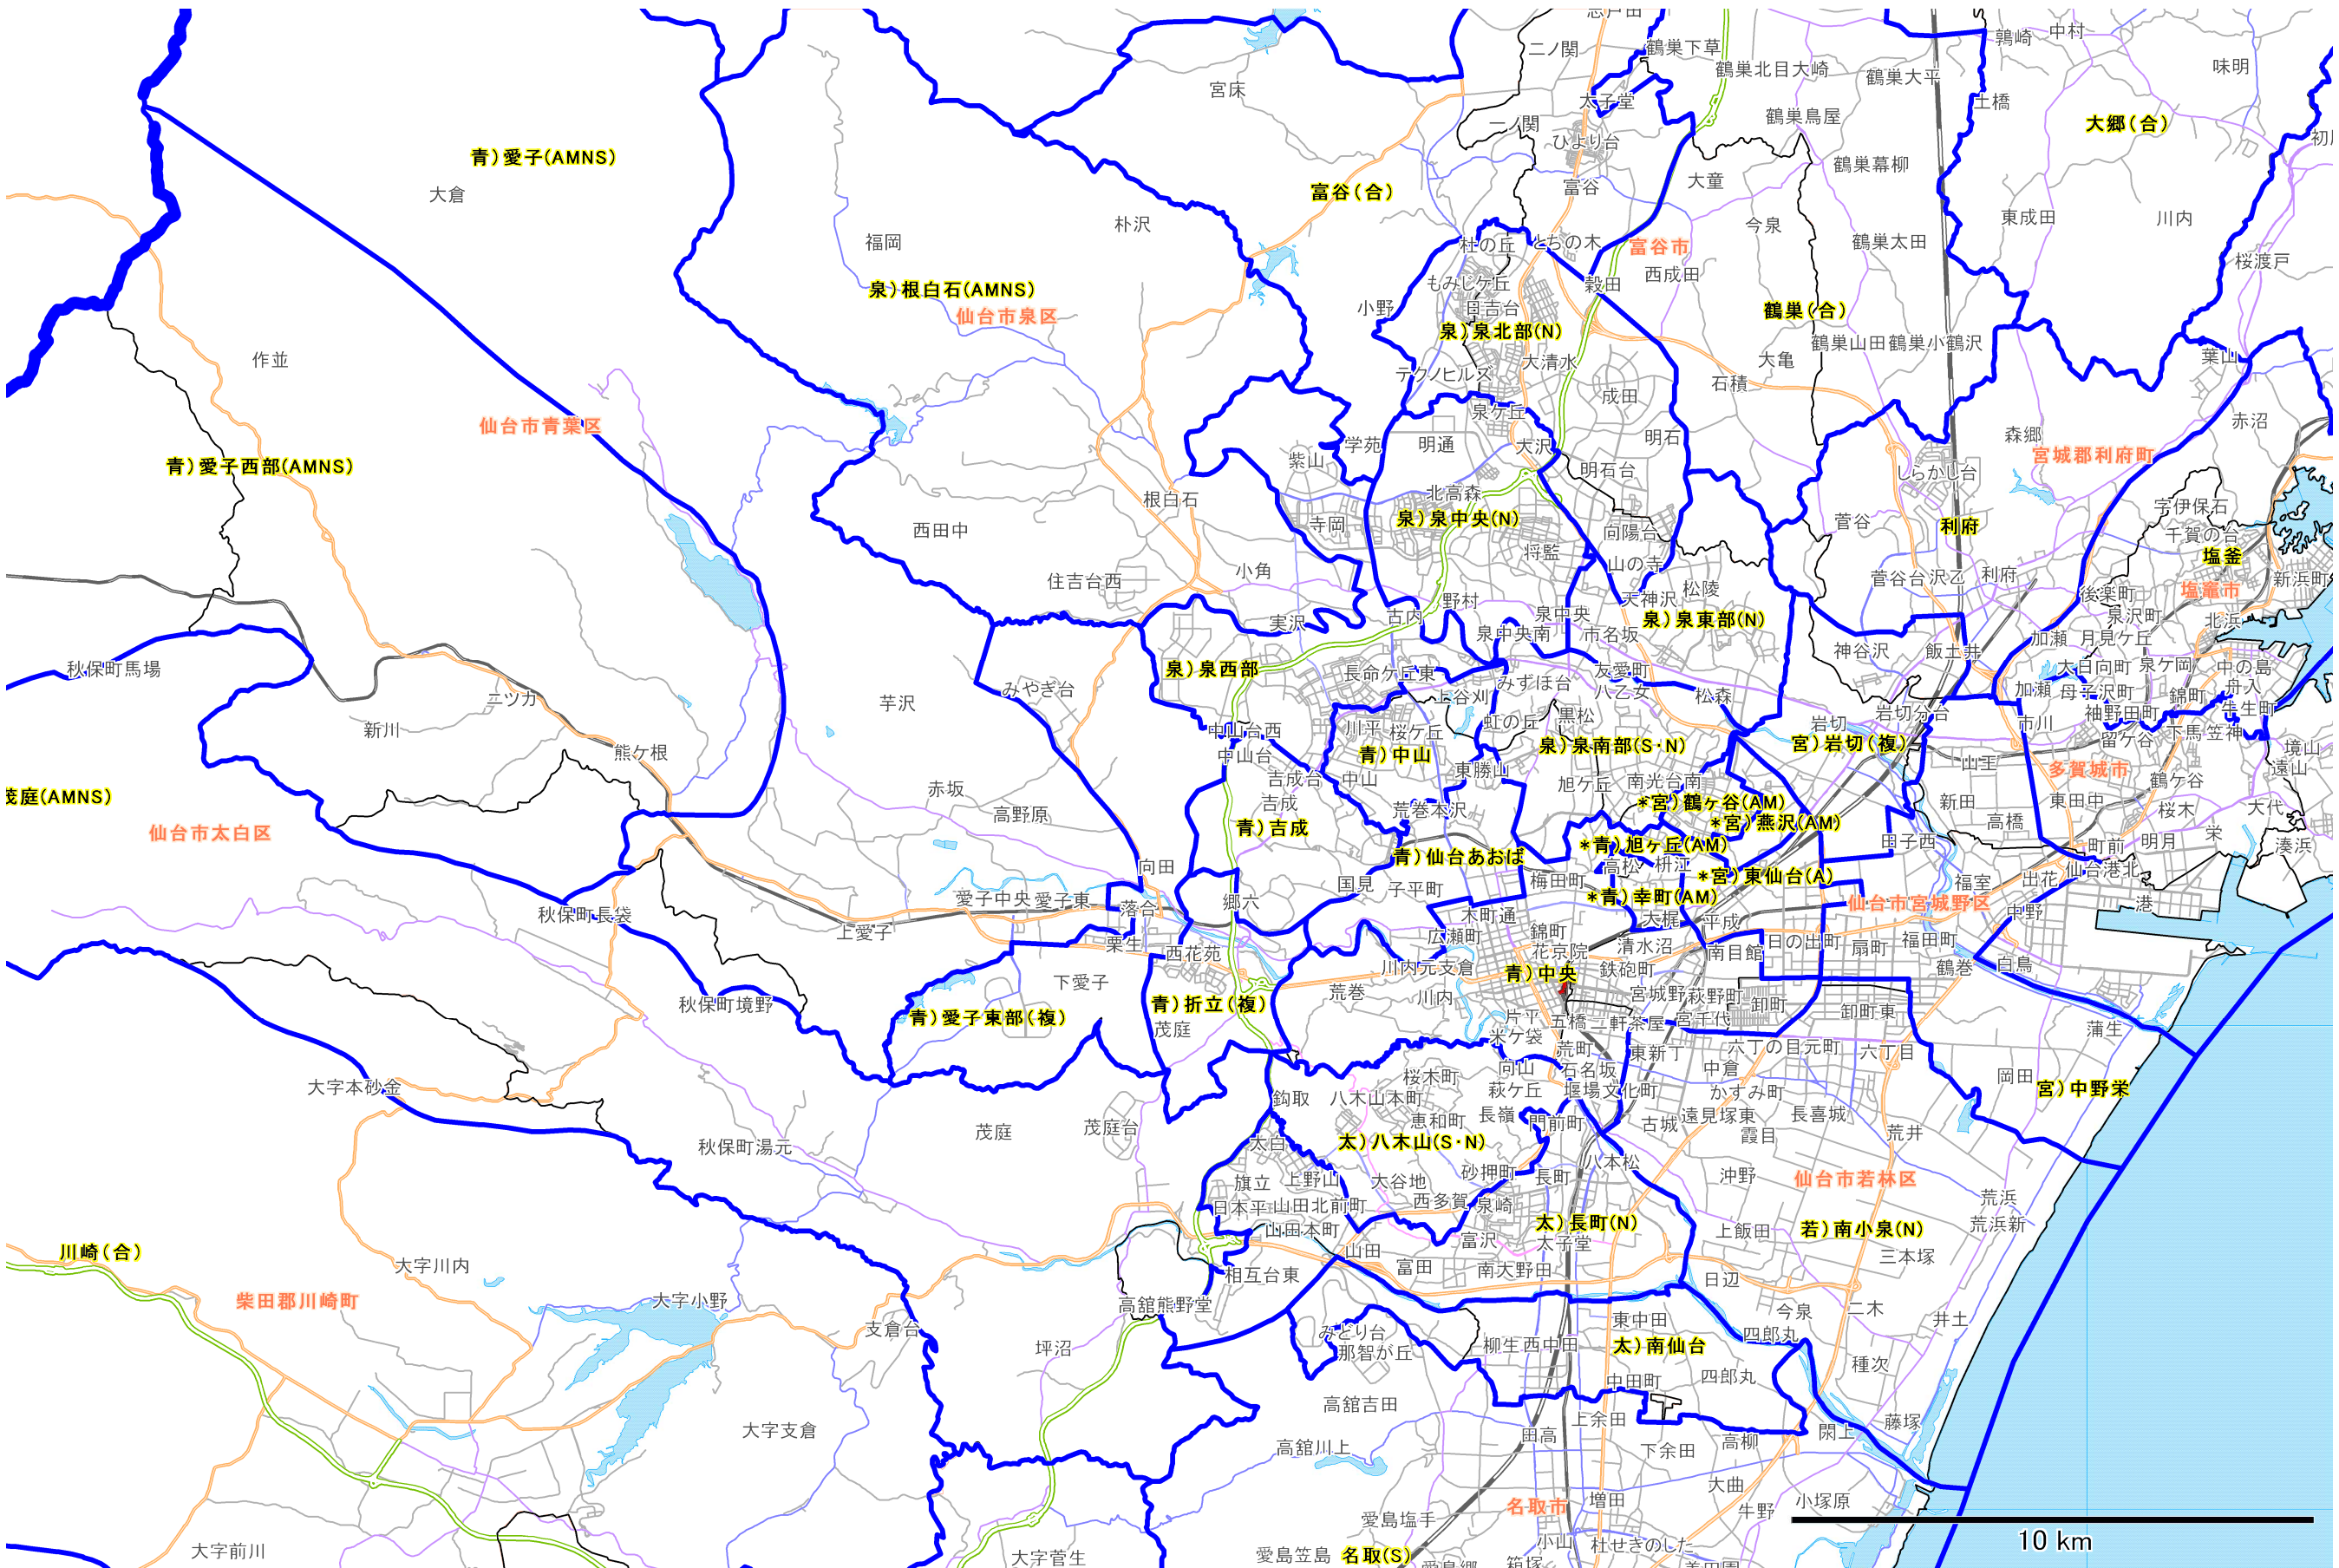 志戸田
二ノ関
鶴巣下草
鶉崎
中村
鶴巣北目大崎
鶴巣大平
味明
宮床
太子堂
土橋
鶴巣鳥屋
大郷(合)
一ノ関
ひより台
青)愛子(AMNS)
大倉
鶴巣幕柳
富谷(合)
富谷
大童
朴沢
今泉
東成田
川内
福岡
杜の丘
とちの木
富谷市
鶴巣太田
桜渡戸
泉)根白石(AMNS)
もみじケ丘
穀田
西成田
仙台市泉区
小野
日吉台
鶴巣(合)
泉)泉北部(N)
作並
大清水
大亀
鶴巣山田
鶴巣小鶴沢
葉山
テクノヒルズ
石積
成田
仙台市青葉区
泉ケ丘
赤沼
学苑
明通
大沢
明石
森郷
宮城郡利府町
青)愛子西部(AMNS)
紫山
明石台
しらかし台
根白石
北高森
字伊保石
寺岡
泉)泉中央(N)
菅谷
利府
西田中
向陽台
千賀の台
将監
塩釜
山の寺
住吉台西
小角
松陵
菅谷台
沢乙
利府
新浜町
塩竈市
後楽町
野村
天神沢
古内
泉中央
泉)泉東部(N)
泉沢町
北浜
実沢
泉中央南
市名坂
加瀬
月見ケ丘
秋保町馬場
泉)泉西部
長命ケ丘東
友愛町
神谷沢
飯土井
大日向町
泉ケ岡
中の島
みやぎ台
上谷刈
みずほ台
八乙女
松森
加瀬
母子沢町
錦町
舟入
ニツカ
芋沢
岩切分台
袖野田町
牛生町
新川
中山台西
川平
桜ケ丘
虹の丘
黒松
岩切
市川
留ケ谷
下馬
笠神
熊ケ根
中山台
青)中山
泉)泉南部(S・N)
宮)岩切(複)
境山
山王
多賀城市
遠山
吉成台
中山
東勝山
旭ケ丘
南光台南
鶴ケ谷
茂庭(AMNS)
赤坂
吉成
荒巻本沢
*宮)鶴ヶ谷(AM)
新田
東田中
桜木
大代
仙台市太白区
高野原
青)吉成
*宮)燕沢(AM)
高橋
栄
田子西
町前
明月
湊浜
青)仙台あおば
*青)旭ヶ丘(AM)
向田
高松
枡江
仙台港北
国見
子平町
梅田町
*宮)東仙台(A)
福室
出花
愛子中央
愛子東
落合
郷六
*青)幸町(AM)
仙台市宮城野区
港
秋保町長袋
木町通
大梶
平成
中野
上愛子
栗生
西花苑
広瀬町
錦町
花京院
清水沼
南目館
日の出町
扇町
福田町
川内元支倉
鉄砲町
鶴巻
白鳥
青)中央
下愛子
荒巻
川内
秋保町境野
青)折立(複)
宮城野
萩野町
卸町
卸町東
青)愛子東部(複)
茂庭
片平
五橋
一軒茶屋
宮千代
蒲生
米ケ袋
荒町
東新丁
六丁の目元町
六丁目
大字本砂金
向山
石名坂
中倉
岡田
宮)中野栄
鈎取
桜木町
萩ケ丘
堰場
文化町
かすみ町
八木山本町
茂庭
茂庭台
恵和町
長嶺
門前町
古城
遠見塚東
長喜城
秋保町湯元
太白
太)八木山(S・N)
霞目
荒井
八本松
旗立
上野山
大谷地
砂押町
長町
沖野
仙台市若林区
荒浜
日本平
山田北前町
西多賀
泉崎
荒浜新
山田本町
太)長町(N)
上飯田
若)南小泉(N)
川崎(合)
山田
富沢
太子堂
三本塚
大字川内
相互台東
富田
南大野田
日辺
柴田郡川崎町
大字小野
高舘熊野堂
今泉
二木
井土
支倉台
みどり台
東中田
四郎丸
坪沼
那智が丘
柳生
西中田
太)南仙台
種次
高舘吉田
中田町
四郎丸
大字支倉
上余田
藤塚
高舘川上
田高
下余田
高柳
閖上
大曲
名取市
増田
牛野
小塚原
愛島塩手
大字前川
大字菅生
愛島笠島
名取(S)
小山
杜せきのした
10 km